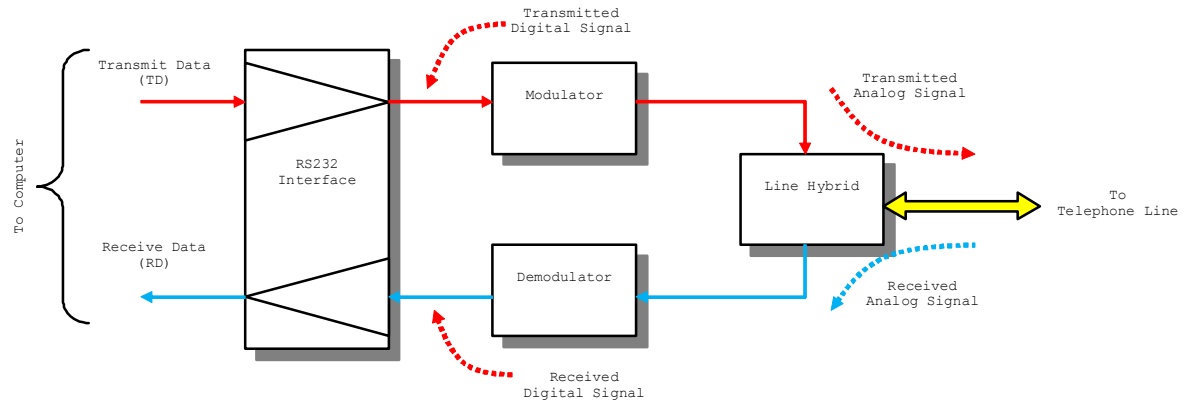 Transmitted
Digital Signal
Transmit Data
(TD)
Modulator
Transmitted
Analog Signal
To Computer
RS232
Interface
Line Hybrid
To
Telephone Line
Receive Data
(RD)
Demodulator
Received
Analog Signal
Received
Digital Signal